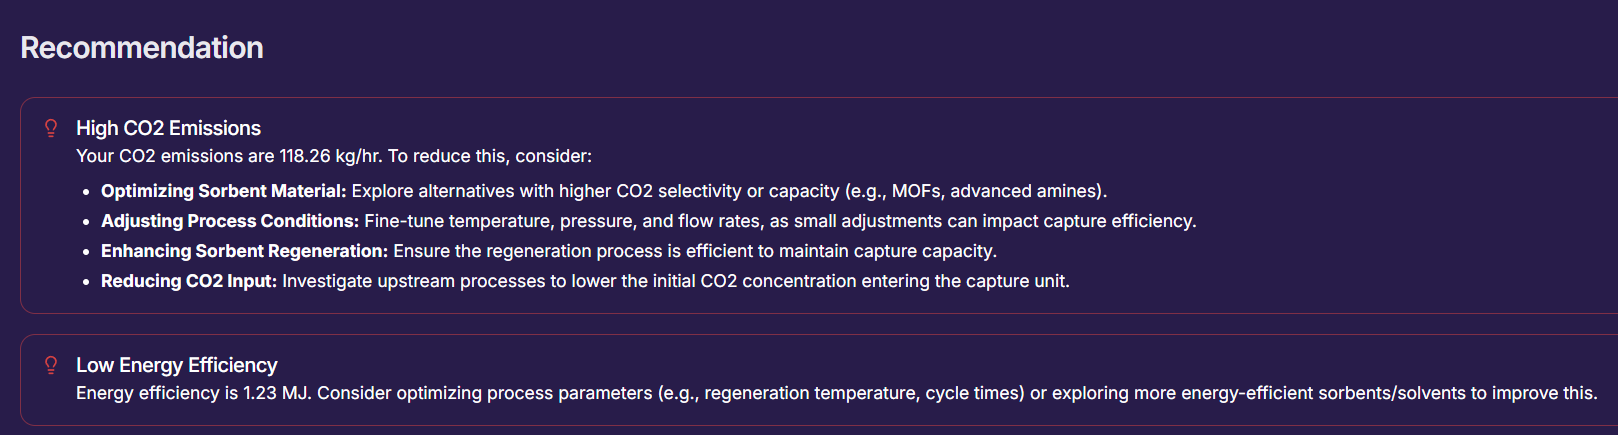 Recommendation
High CO2 Emissions
Your CO2 emissions are 118.26 kg/hr. To reduce this, consider:
• Optimizing Sorbent Material: Explore alternatives with higher CO2 selectivity or capacity (e.g., MOFs, advanced amines).
• Adjusting Process Conditions: Fine-tune temperature, pressure, and flow rates, as small adjustments can impact capture efficiency.
• Enhancing Sorbent Regeneration: Ensure the regeneration process is efficient to maintain capture capacity.
• Reducing CO2 Input: Investigate upstream processes to lower the initial CO2 concentration entering the capture unit.
Low Energy Efficiency
Energy efficiency is 1.23 MJ. Consider optimizing process parameters (e.g., regeneration temperature, cycle times) or exploring more energy-efficient sorbents/solvents to improve this.